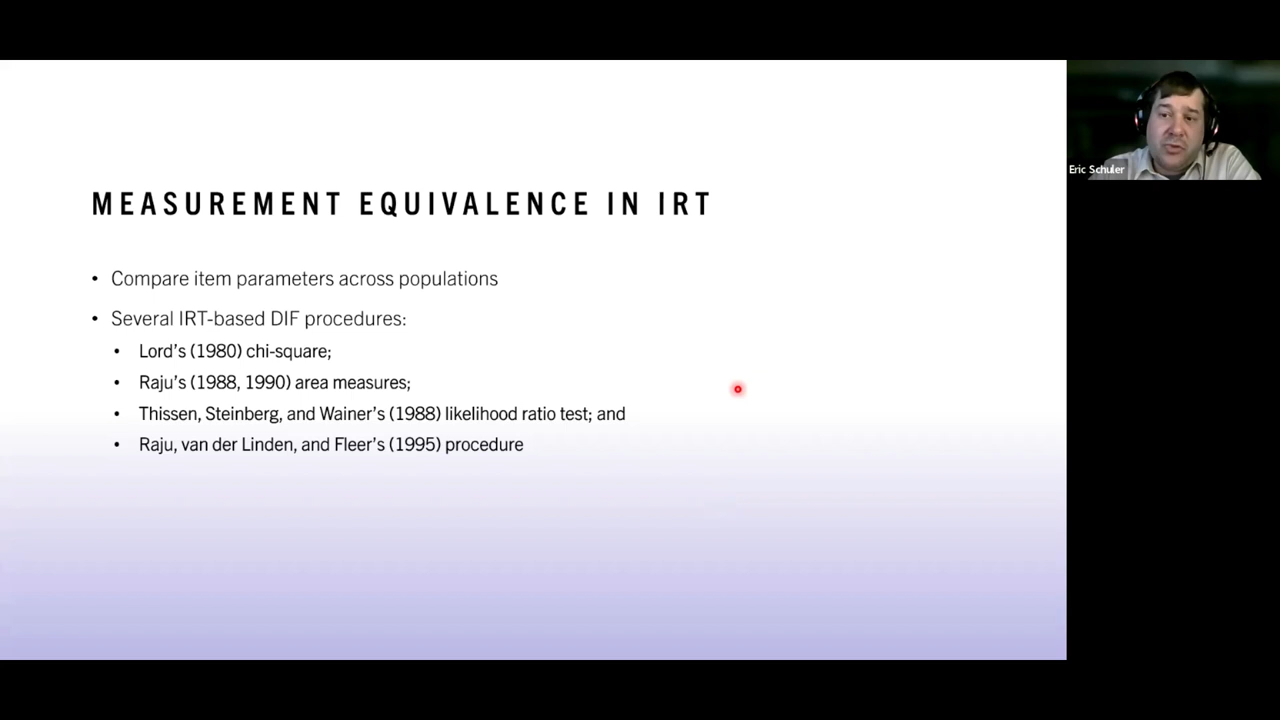 MEASUREMENT EQUIVALENCE IN IRT
• Compare item parameters across populations
• Several IRT-based DIF procedures:
• Lord's (1980) chi-square;
• Raju's (1988, 1990) area measures;
• Thissen, Steinberg, and Wainer's (1988) likelihood ratio test; and
• Raju, van der Linden, and Fleer's (1995) procedure
Eric Schuler